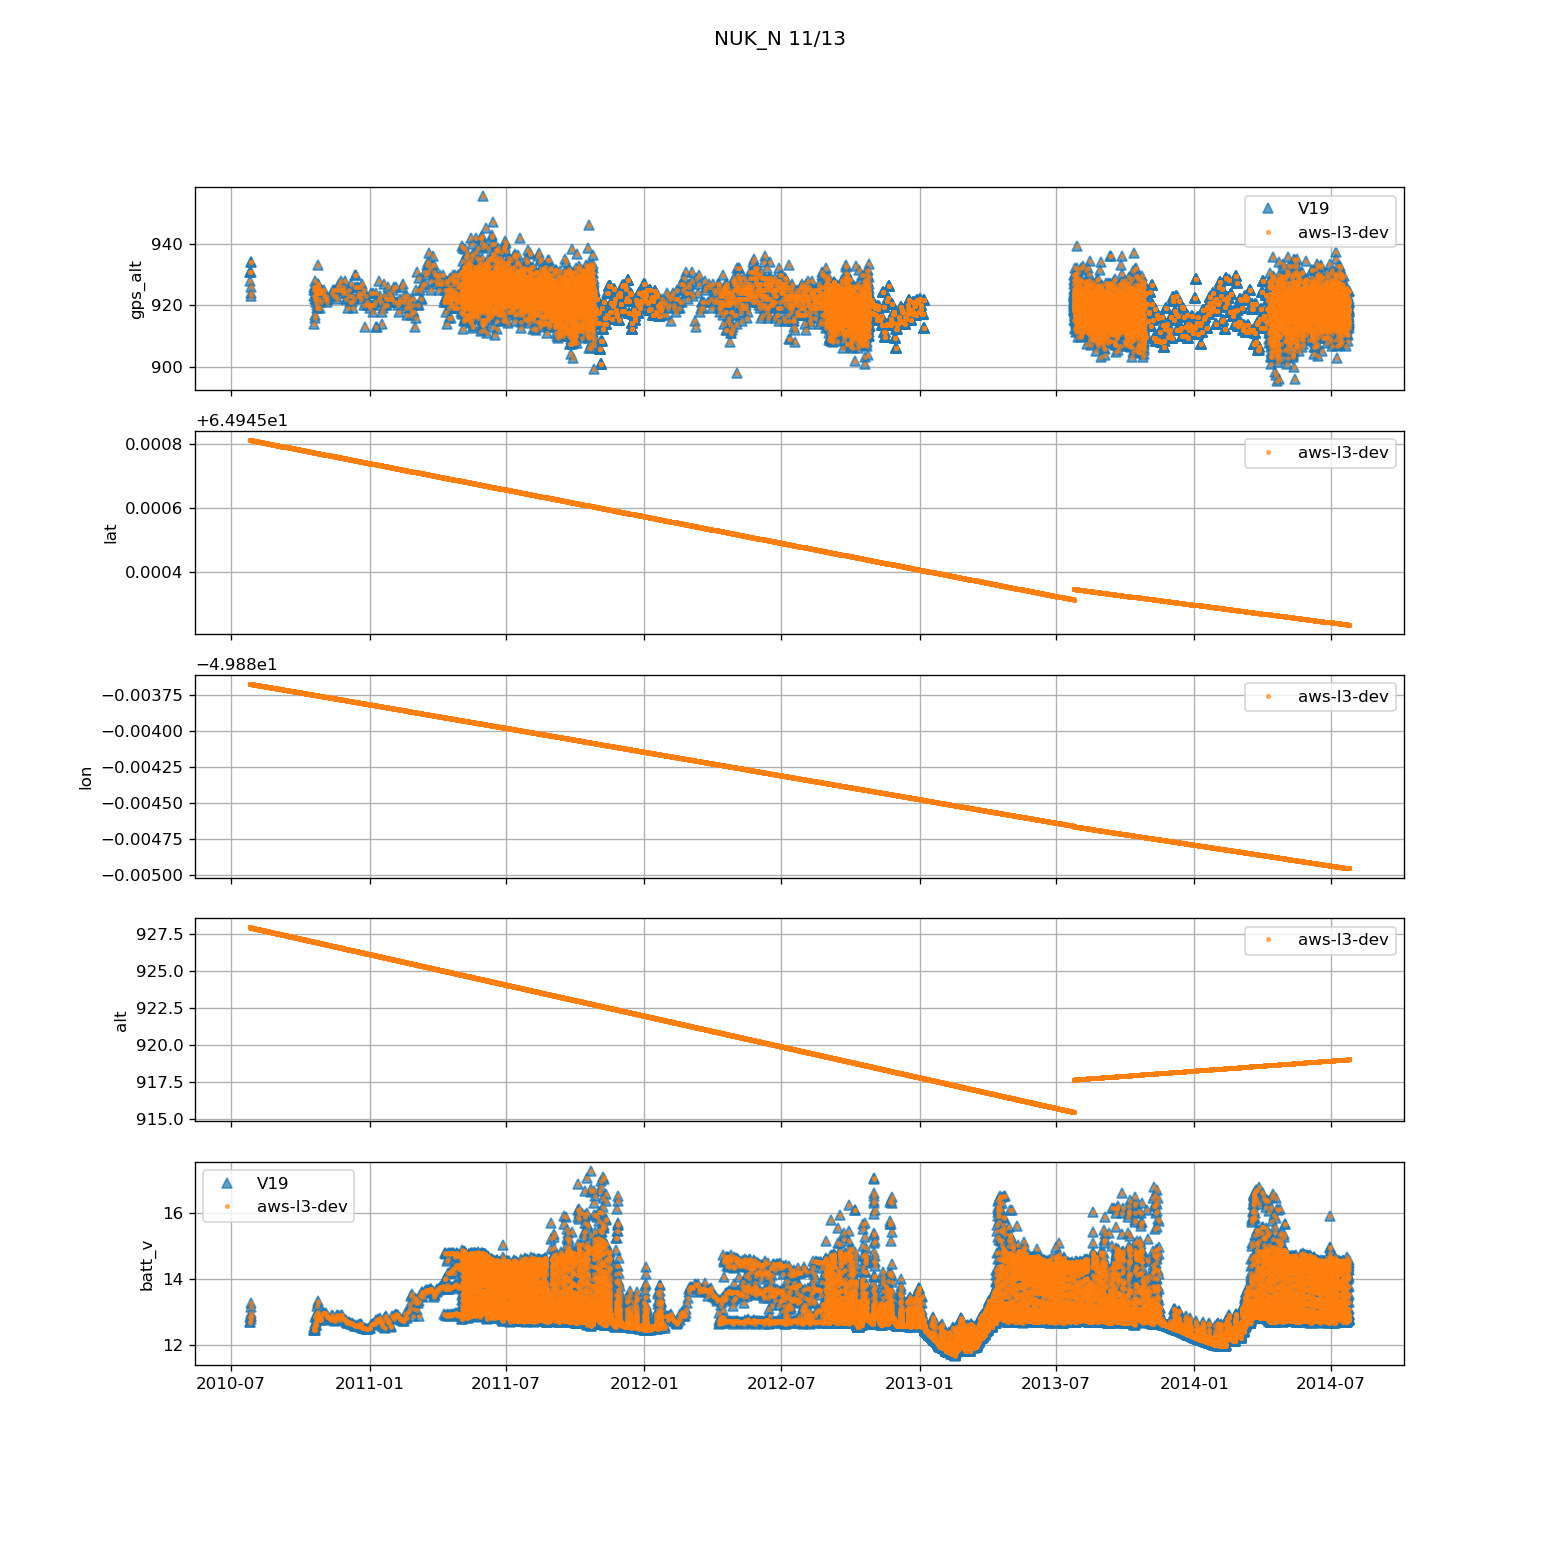 NUK_N 11/13
V19
aws-l3-dev
940
920
900
gps_alt
+6.4945e1
aws-l3-dev
0.0008
0.0006
0.0004
lat
−4.988e1
aws-l3-dev
−0.00375
−0.00400
−0.00425
−0.00450
−0.00475
−0.00500
lon
aws-l3-dev
927.5
925.0
922.5
920.0
917.5
915.0
alt
V19
aws-l3-dev
16
14
12
batt_v
2010-07 2011-01 2011-07 2012-01 2012-07 2013-01 2013-07 2014-01 2014-07